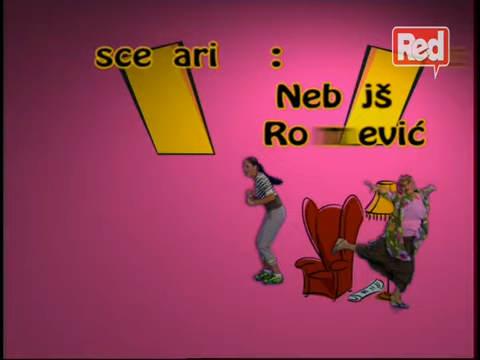 Red
sce ari :
Neb jš
Ro ević